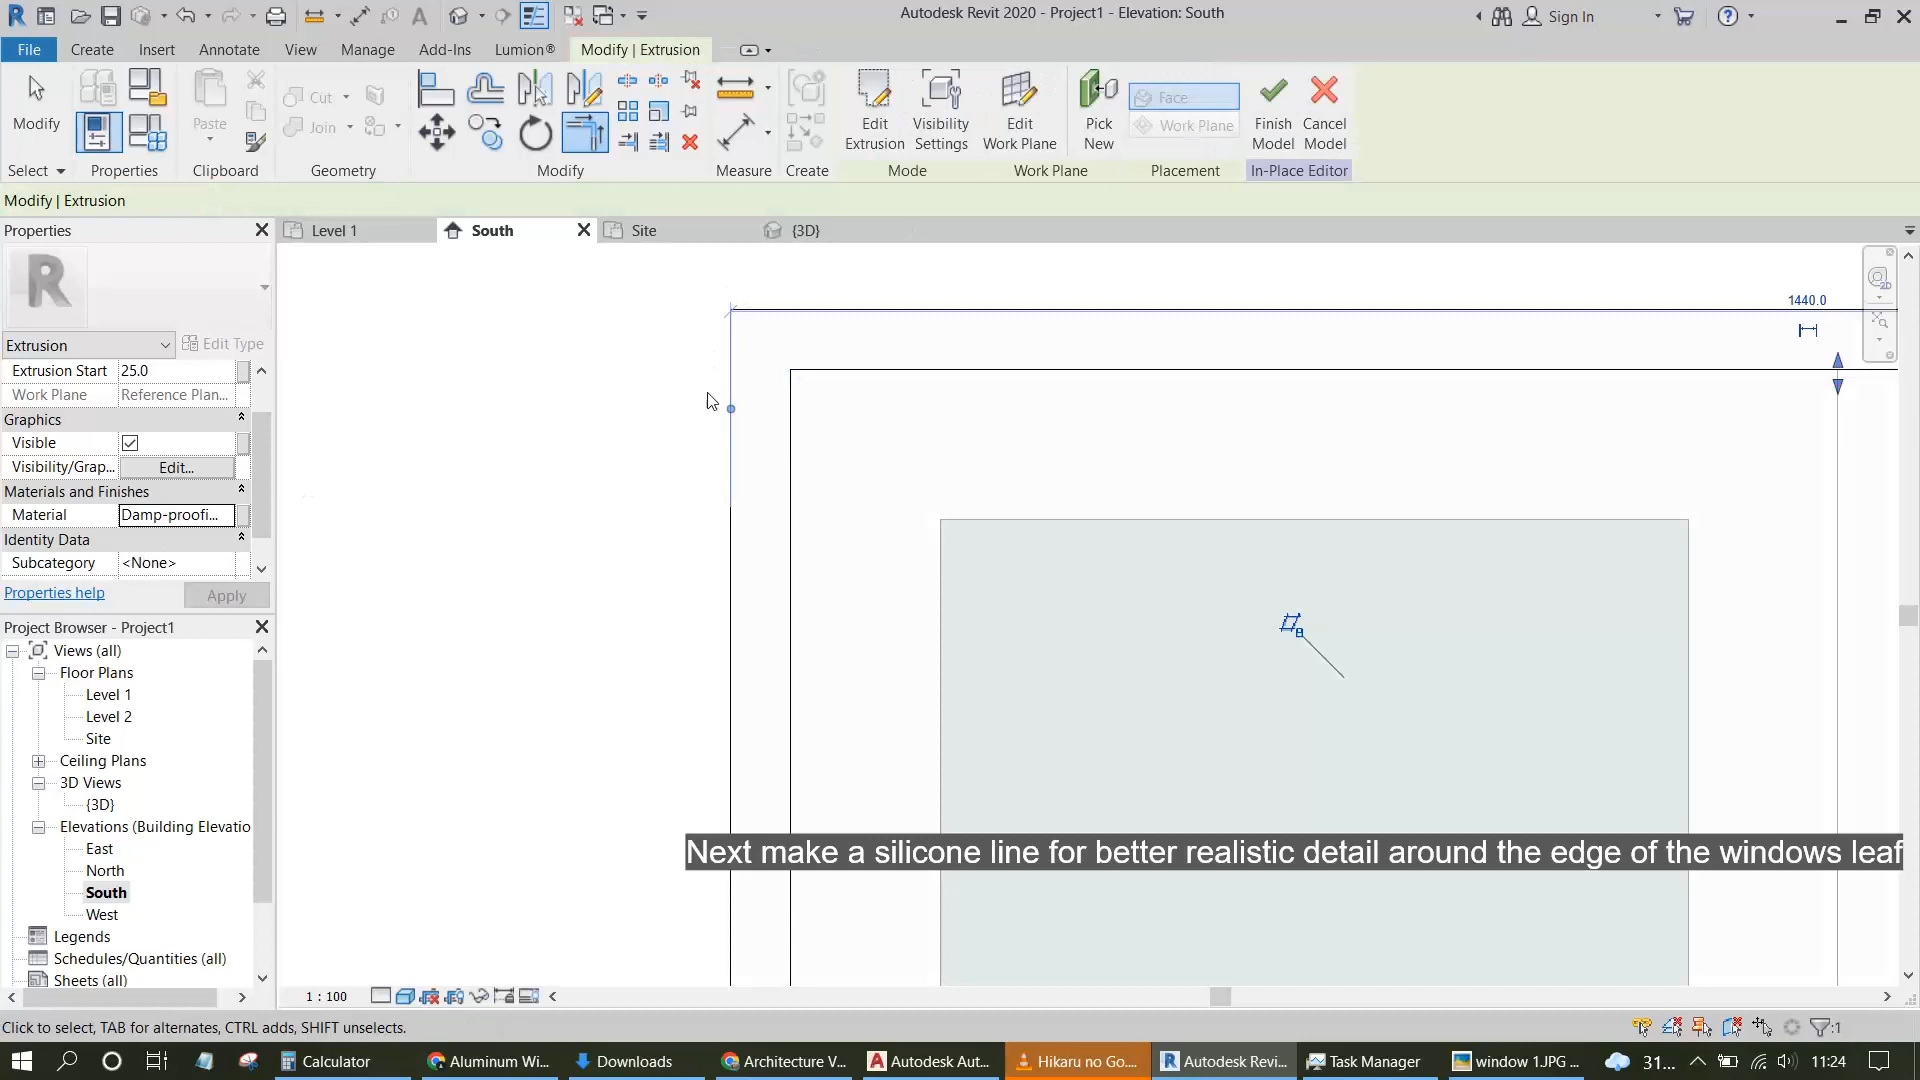 Autodesk Revit 2020 - Project1 - Elevation: South
Sign In
File
Create
Insert
Annotate
View
Manage
Add-Ins
Lumion®
Modify | Extrusion
Modify
Paste
Cut
Join
Edit Extrusion
Visibility Settings
Edit Work Plane
Pick New
Face
Work Plane
Finish Model
Cancel Model
Select
Properties
Clipboard
Geometry
Modify
Measure
Create
Mode
Work Plane
Placement
In-Place Editor
Modify | Extrusion
Properties
Level 1
South
Site
{3D}
R
Extrusion
Edit Type
Extrusion Start 25.0
Work Plane Reference Plan...
Graphics
Visible
Visibility/Grap... Edit...
Materials and Finishes
Material Damp-proofi...
Identity Data
Subcategory <None>
Properties help
Apply
Project Browser - Project1
Views (all)
Floor Plans
Level 1
Level 2
Site
Ceiling Plans
3D Views
{3D}
Elevations (Building Elevatio
East
North
South
West
Legends
Schedules/Quantities (all)
Sheets (all)
1440.0
2D
Next make a silicone line for better realistic detail around the edge of the windows leaf
1 : 100
Click to select, TAB for alternates, CTRL adds, SHIFT unselects.
:1
Calculator
Aluminum Wi...
Downloads
Architecture V...
Autodesk Aut...
Hikaru no Go...
Autodesk Revi...
Task Manager
window 1.JPG ...
31...
11:24